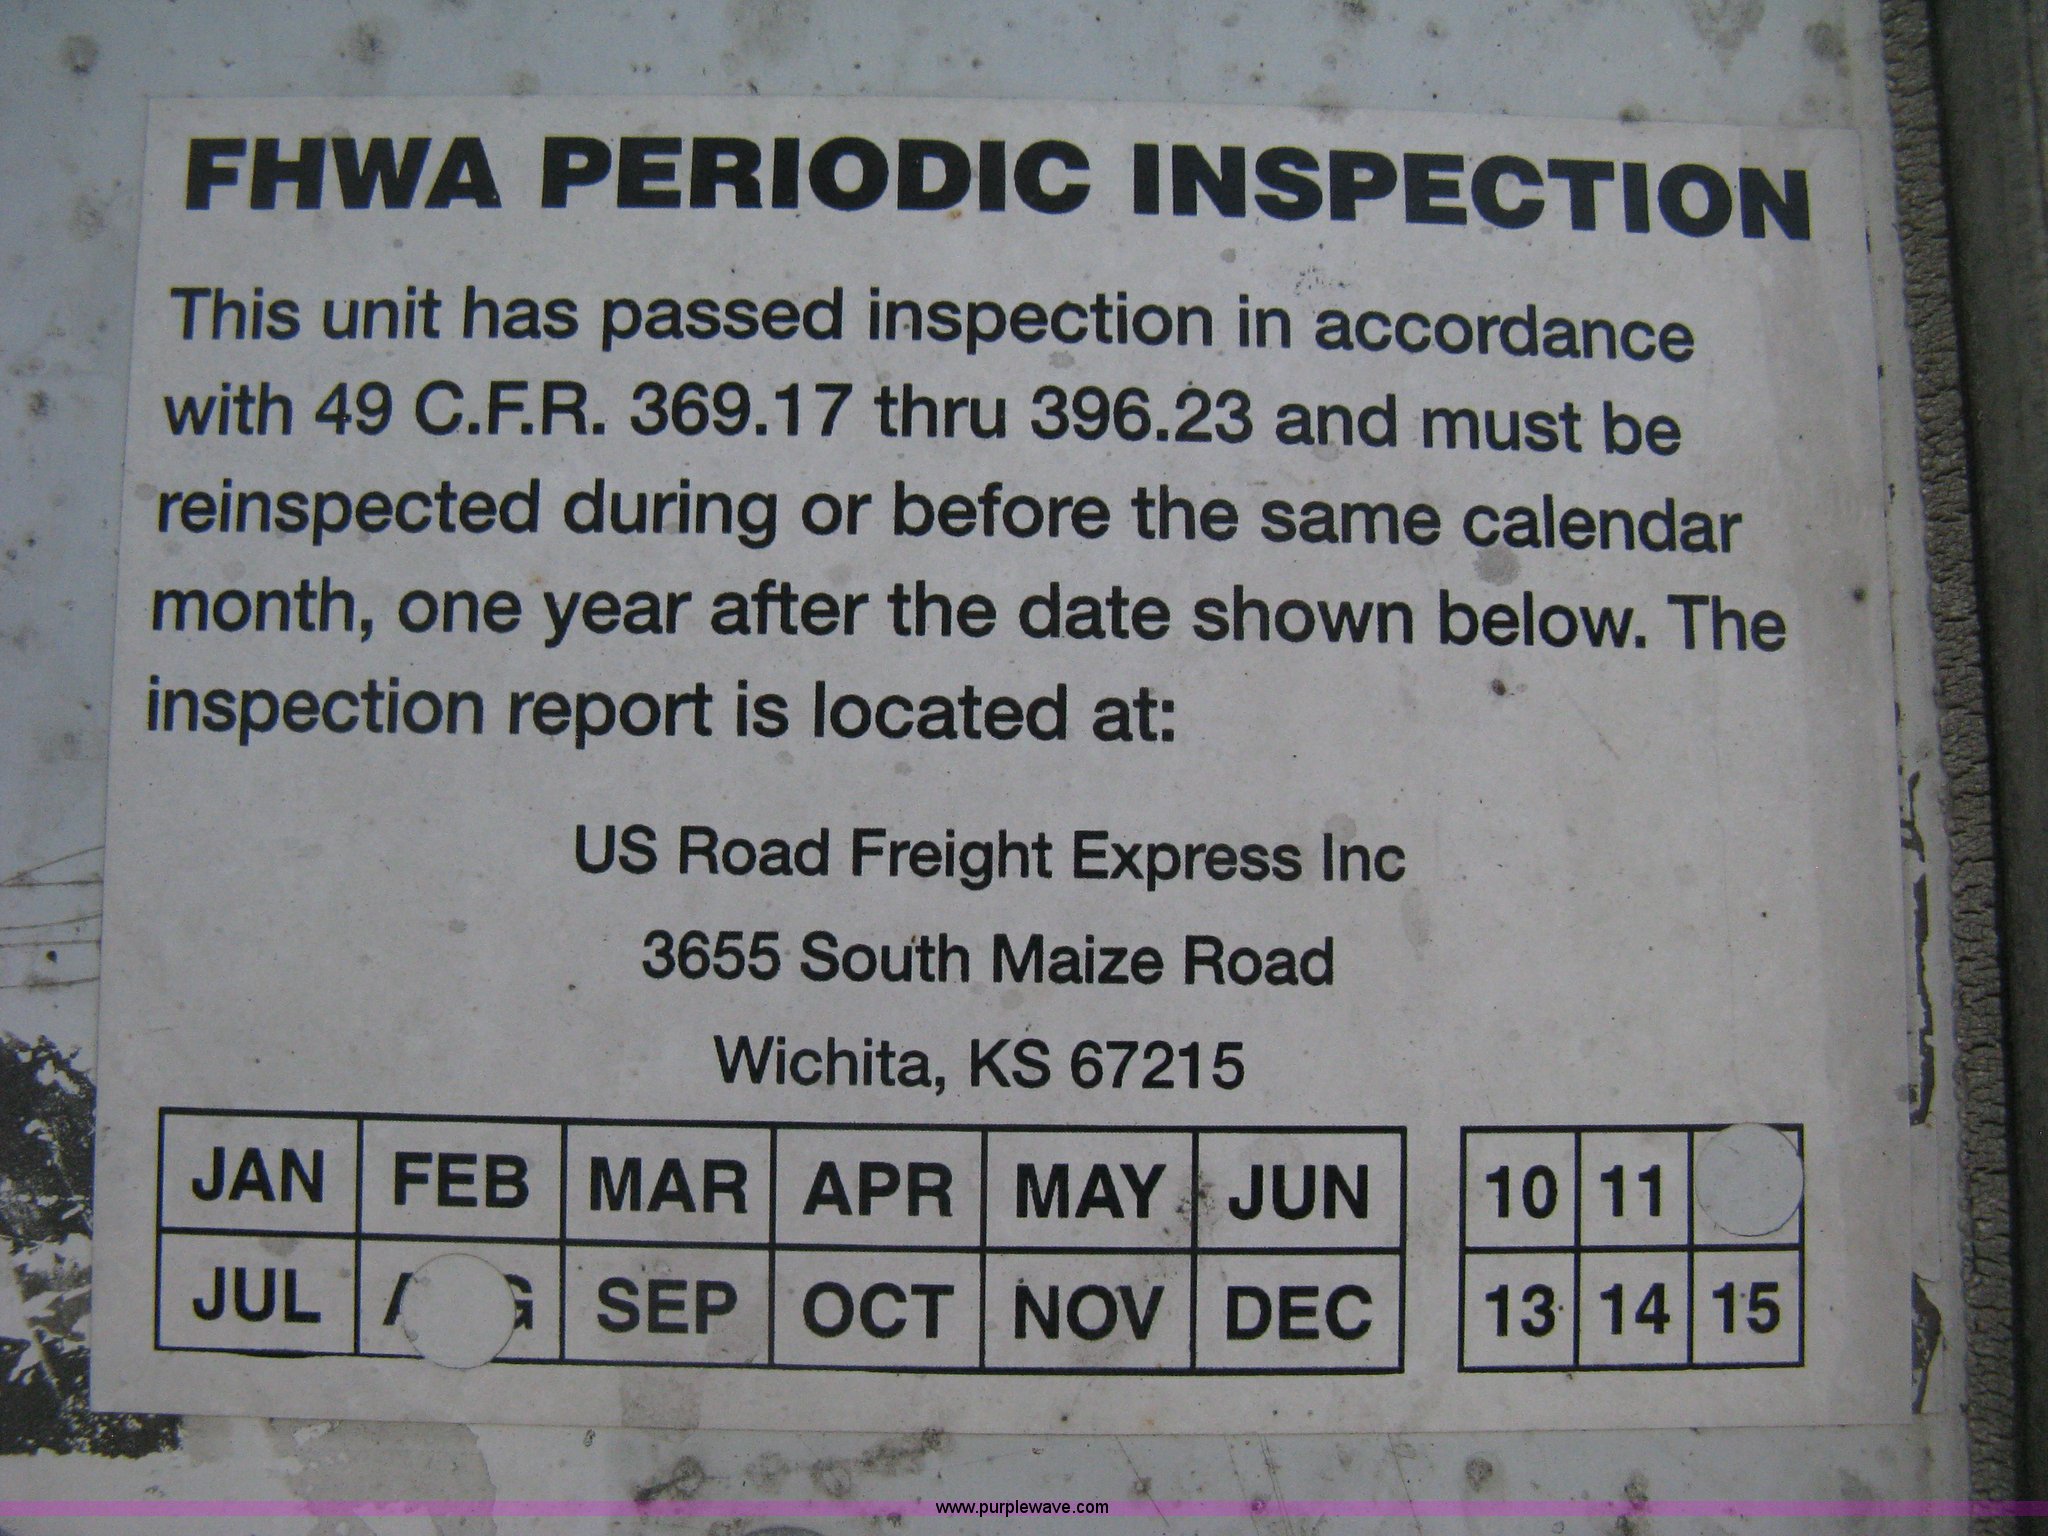 FHWA PERIODIC INSPECTION
This unit has passed inspection in accordance
with 49 C.F.R. 369.17 thru 396.23 and must be
reinspected during or before the same calendar
month, one year after the date shown below. The
inspection report is located at:
US Road Freight Express Inc
3655 South Maize Road
Wichita, KS 67215
JAN FEB MAR APR MAY JUN 10 11
JUL SEP OCT NOV DEC 13 14 15
www.purplewave.com